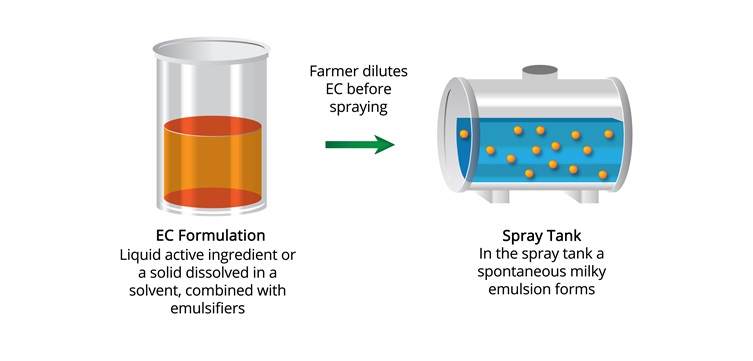 Farmer dilutes
EC before
spraying
EC Formulation
Liquid active ingredient or
a solid dissolved in a
solvent, combined with
emulsifiers
Spray Tank
In the spray tank a
spontaneous milky
emulsion forms